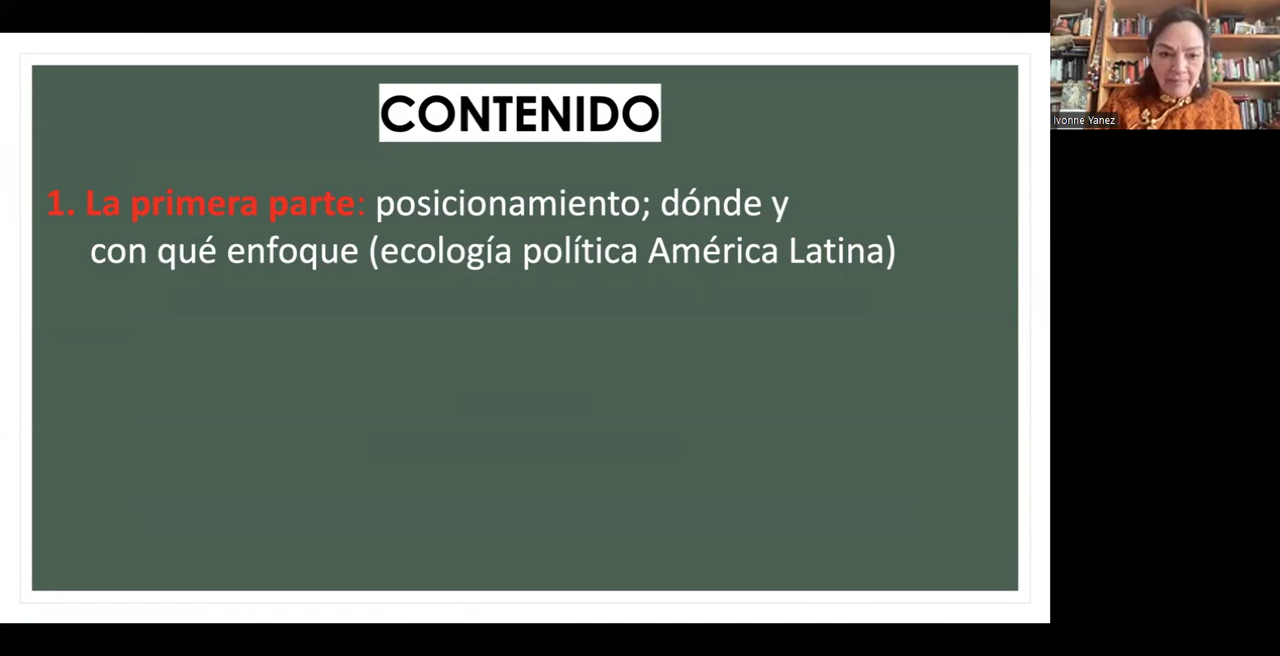 CONTENIDO
1. La primera parte: posicionamiento; dónde y
con qué enfoque (ecología política América Latina)
Ivonne Yanez